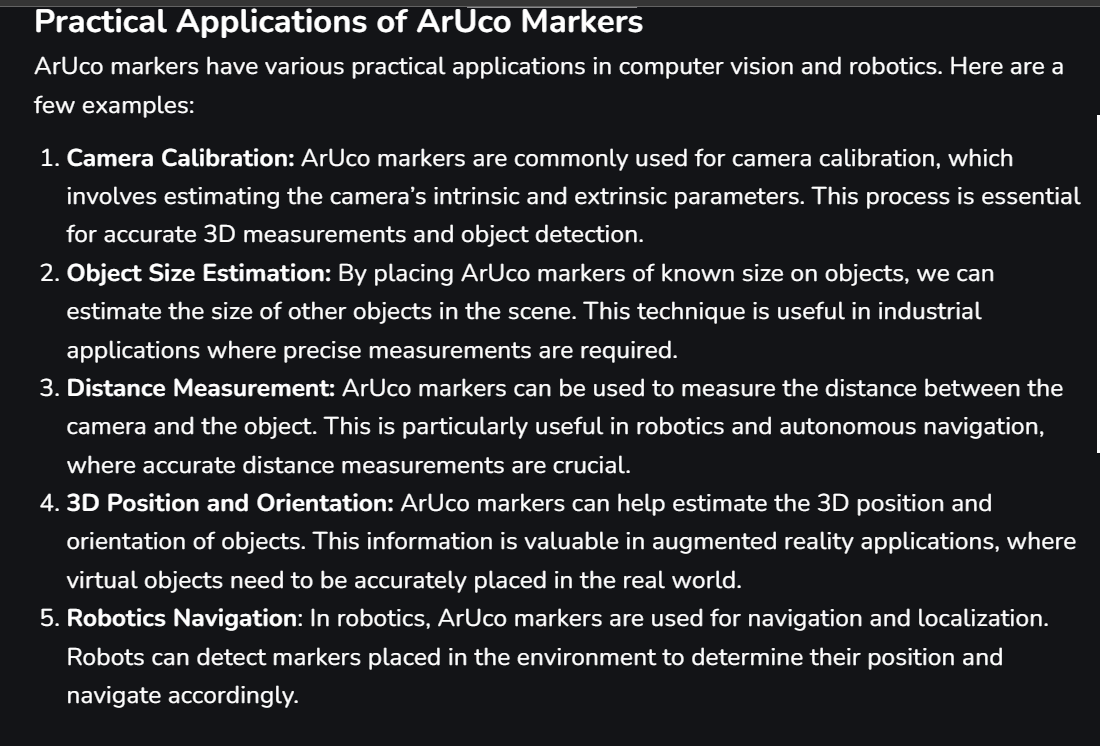 Practical Applications of ArUco Markers
ArUco markers have various practical applications in computer vision and robotics. Here are a
few examples:
1. Camera Calibration: ArUco markers are commonly used for camera calibration, which
involves estimating the camera’s intrinsic and extrinsic parameters. This process is essential
for accurate 3D measurements and object detection.
2. Object Size Estimation: By placing ArUco markers of known size on objects, we can
estimate the size of other objects in the scene. This technique is useful in industrial
applications where precise measurements are required.
3. Distance Measurement: ArUco markers can be used to measure the distance between the
camera and the object. This is particularly useful in robotics and autonomous navigation,
where accurate distance measurements are crucial.
4. 3D Position and Orientation: ArUco markers can help estimate the 3D position and
orientation of objects. This information is valuable in augmented reality applications, where
virtual objects need to be accurately placed in the real world.
5. Robotics Navigation: In robotics, ArUco markers are used for navigation and localization.
Robots can detect markers placed in the environment to determine their position and
navigate accordingly.